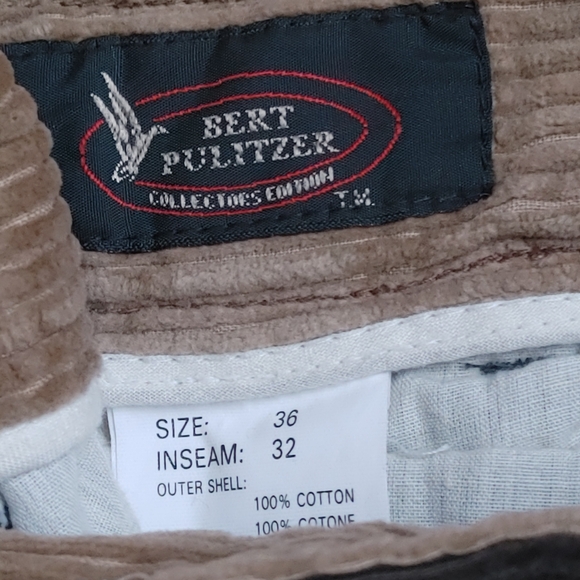 BERT
PULITZER
COLLECTORS EDITION
T.M.
SIZE: 36
INSEAM: 32
OUTER SHELL:
100% COTTON
100% COTONE